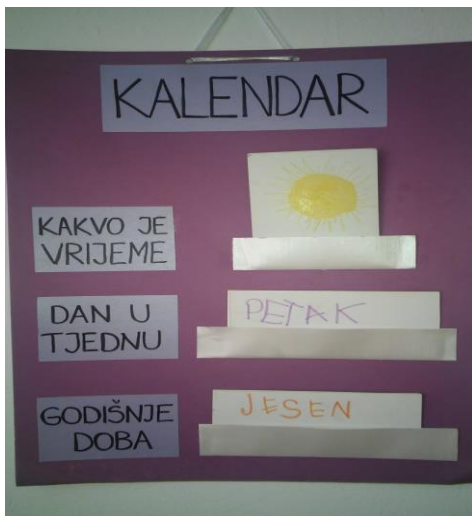 KALENDAR
KAKVO JE
VRIJEME
DAN U
TJEDNU
PETAK
GODIŠNJE
DOBA
JESEN